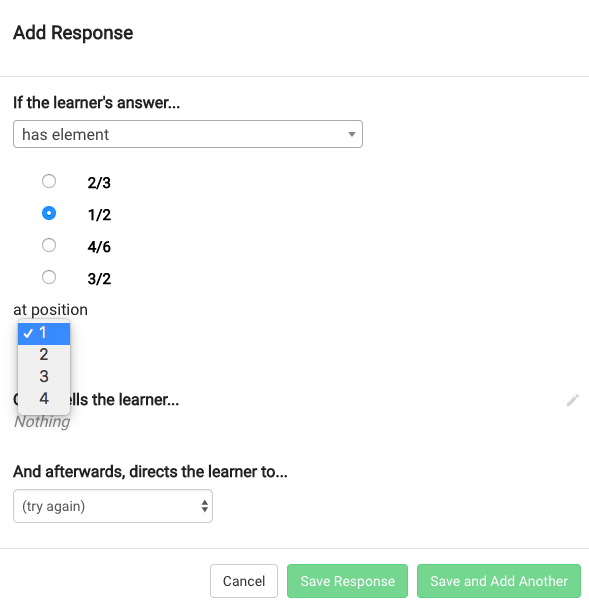 Add Response
If the learner's answer...
has element
2/3
1/2
4/6
3/2
at position
✓ 1
2
3
4
lls the learner...
Nothing
And afterwards, directs the learner to...
(try again)
Cancel
Save Response
Save and Add Another